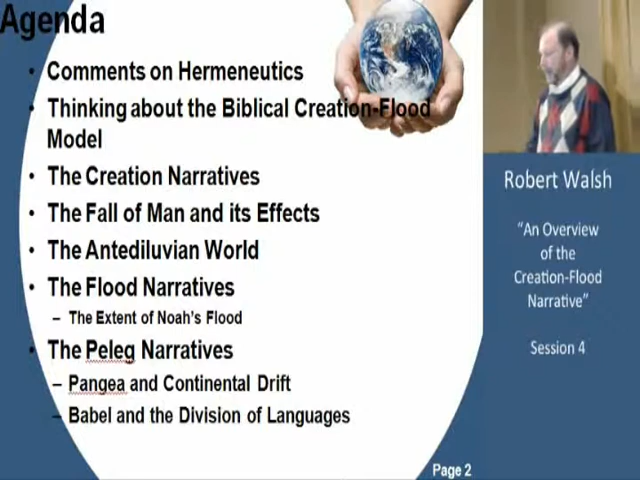 Agenda
• Comments on Hermeneutics
• Thinking about the Biblical Creation-Flood
Model
• The Creation Narratives
• The Fall of Man and its Effects
• The Antediluvian World
• The Flood Narratives
– The Extent of Noah's Flood
• The Peleg Narratives
– Pangea and Continental Drift
– Babel and the Division of Languages
Page 2
Robert Walsh
“An Overview
of the
Creation-Flood
Narrative”
Session 4